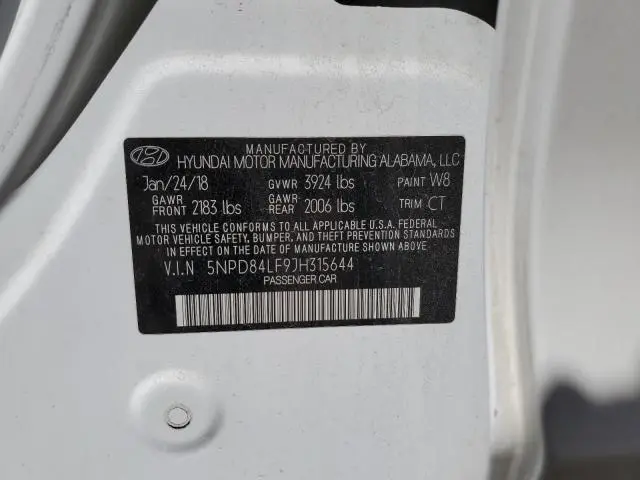 MANUFACTURED BY
HYUNDAI MOTOR MANUFACTURING ALABAMA, LLC
Jan/24/18 GVWR 3924 lbs PAINT W8
GAWR FRONT 2183 lbs GAWR REAR 2006 lbs TRIM CT
THIS VEHICLE CONFORMS TO ALL APPLICABLE U.S.A. FEDERAL
MOTOR VEHICLE SAFETY, BUMPER, AND THEFT PREVENTION STANDARDS
IN EFFECT ON THE DATE OF MANUFACTURE SHOWN ABOVE.
V.I.N 5NPD84LF9JH315644
PASSENGER CAR